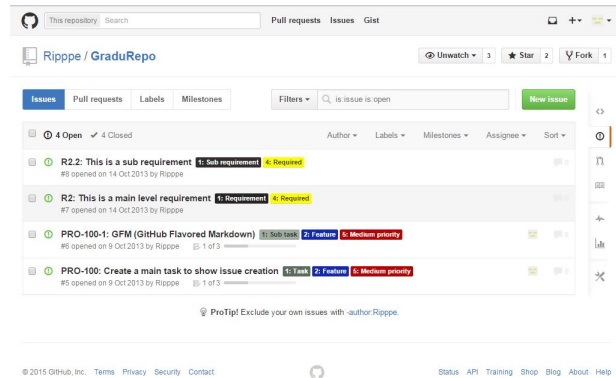 This repository Search Pull requests Issues Gist
Ripppe / GraduRepo Unwatch 3 Star 2 Fork 1
Issues Pull requests Labels Milestones Filters is:issue is:open New issue
4 Open 4 Closed Author Labels Milestones Assignee Sort
R2.2: This is a sub requirement 1: Sub requirement 4: Required
#8 opened on 14 Oct 2013 by Ripppe 0
R2: This is a main level requirement 1: Requirement 4: Required
#7 opened on 14 Oct 2013 by Ripppe
PRO-100-1: GFM (GitHub Flavored Markdown) 1: Sub task 2: Feature 5: Medium priority 0
#6 opened on 9 Oct 2013 by Ripppe 1 of 3
PRO-100: Create a main task to show issue creation 1: Task 2: Feature 5: Medium priority 0
#5 opened on 9 Oct 2013 by Ripppe 1 of 3
ProTip! Exclude your own issues with -author:Ripppe.
© 2015 GitHub, Inc. Terms Privacy Security Contact Status API Training Shop Blog About Help